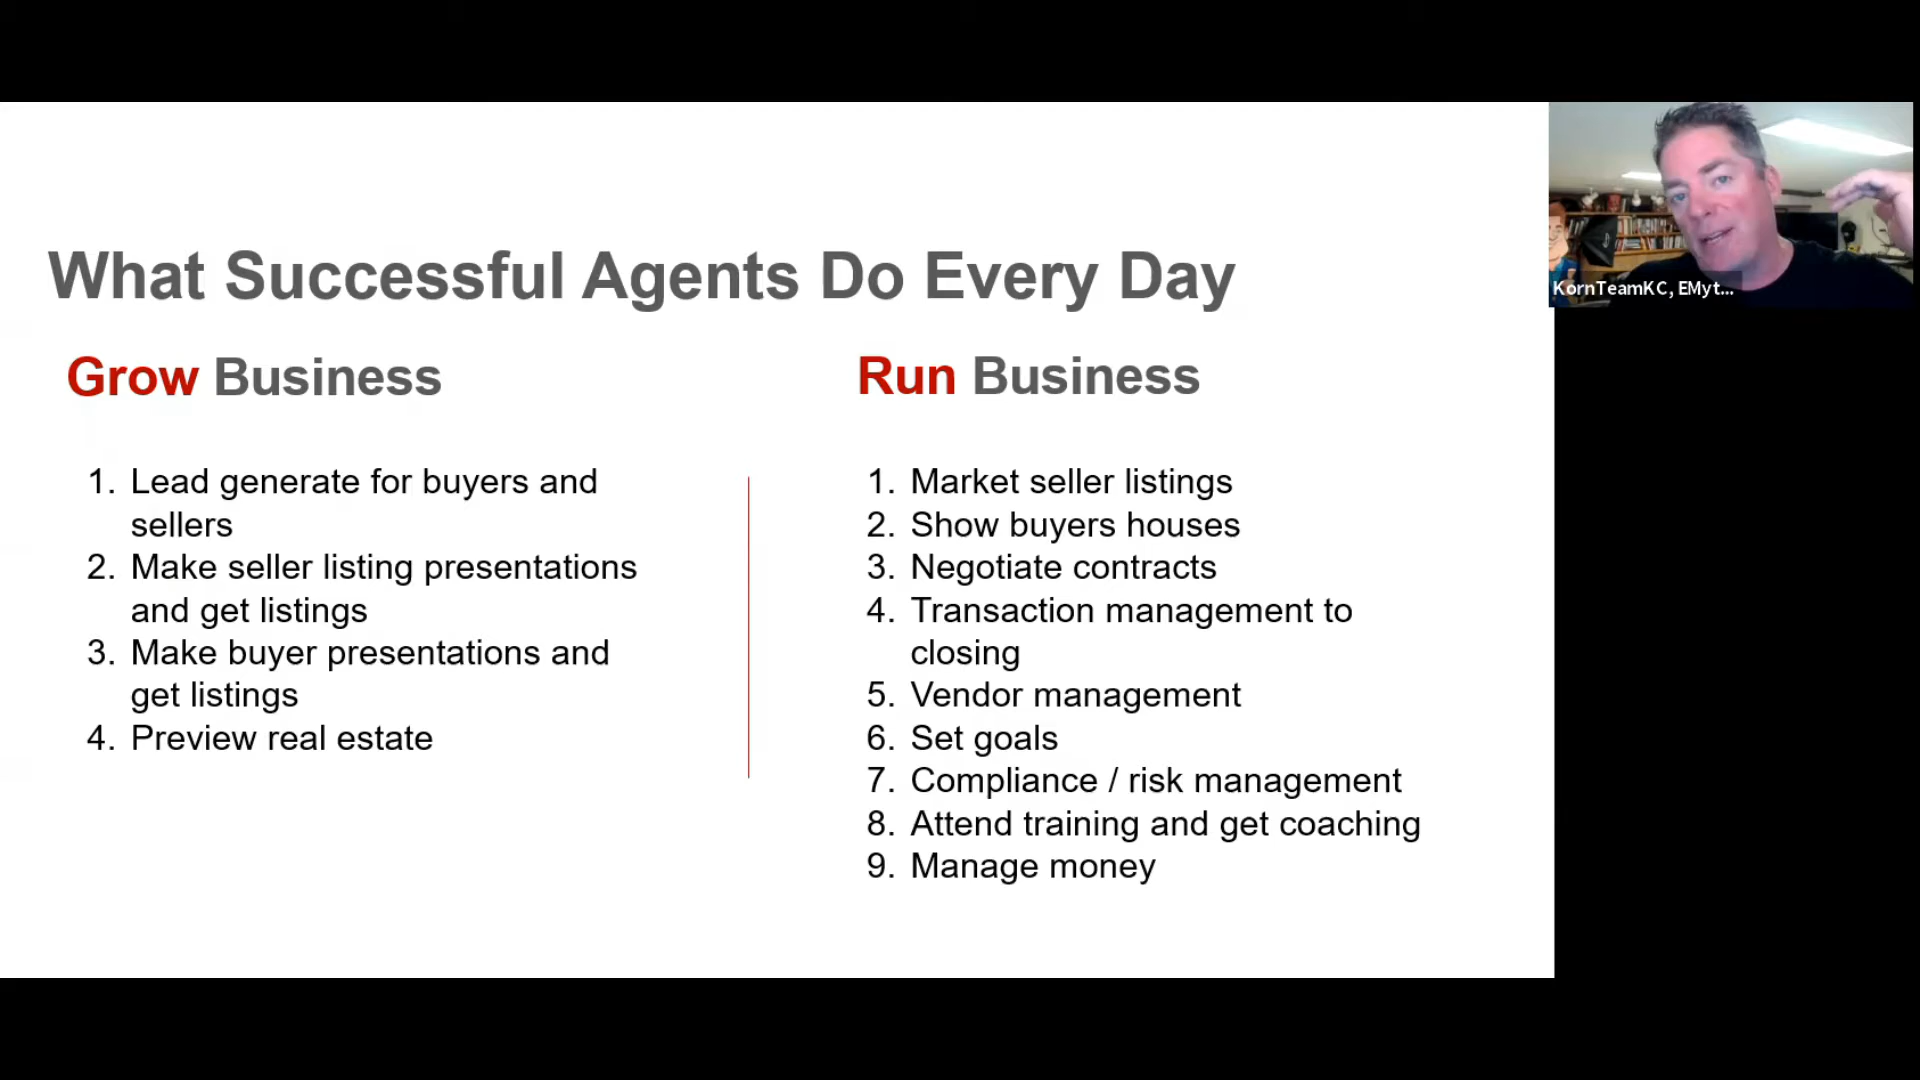 What Successful Agents Do Every Day
Grow Business
1. Lead generate for buyers and
sellers
2. Make seller listing presentations
and get listings
3. Make buyer presentations and
get listings
4. Preview real estate
Run Business
1. Market seller listings
2. Show buyers houses
3. Negotiate contracts
4. Transaction management to
closing
5. Vendor management
6. Set goals
7. Compliance / risk management
8. Attend training and get coaching
9. Manage money
KornTeamKC, EMyt...